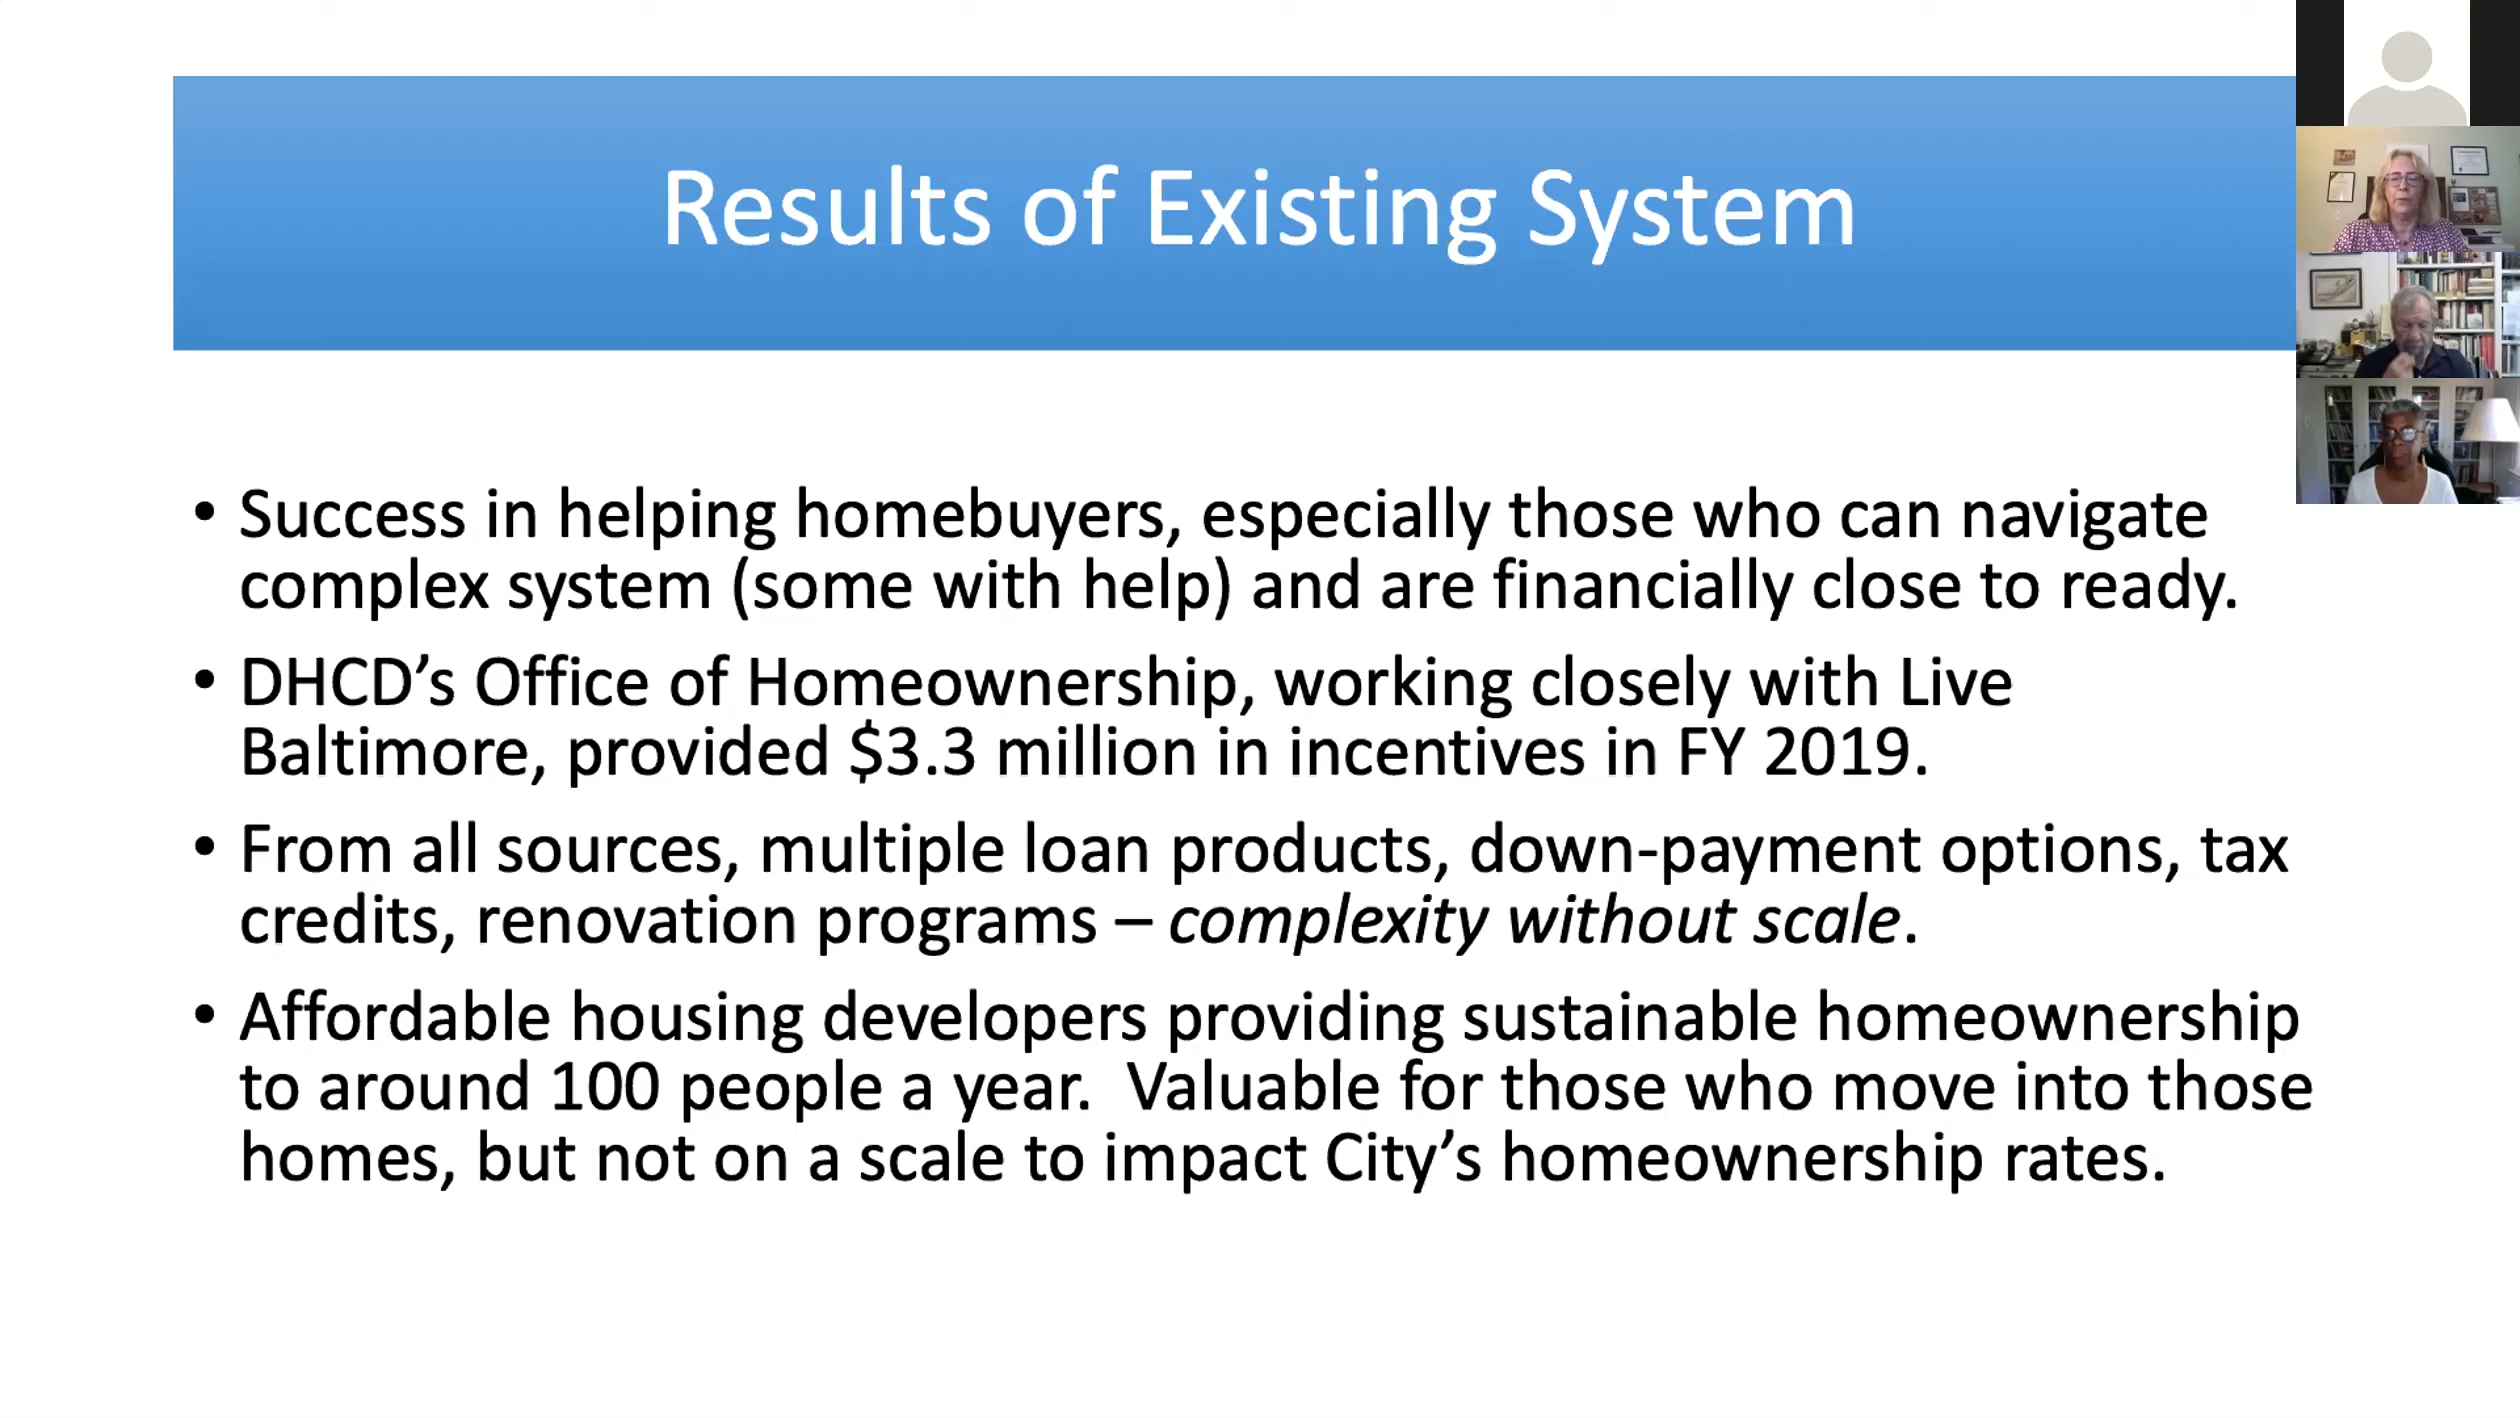 Results of Existing System
• Success in helping homebuyers, especially those who can navigate
complex system (some with help) and are financially close to ready.
• DHCD’s Office of Homeownership, working closely with Live
Baltimore, provided $3.3 million in incentives in FY 2019.
• From all sources, multiple loan products, down-payment options, tax
credits, renovation programs – complexity without scale.
• Affordable housing developers providing sustainable homeownership
to around 100 people a year.  Valuable for those who move into those
homes, but not on a scale to impact City’s homeownership rates.